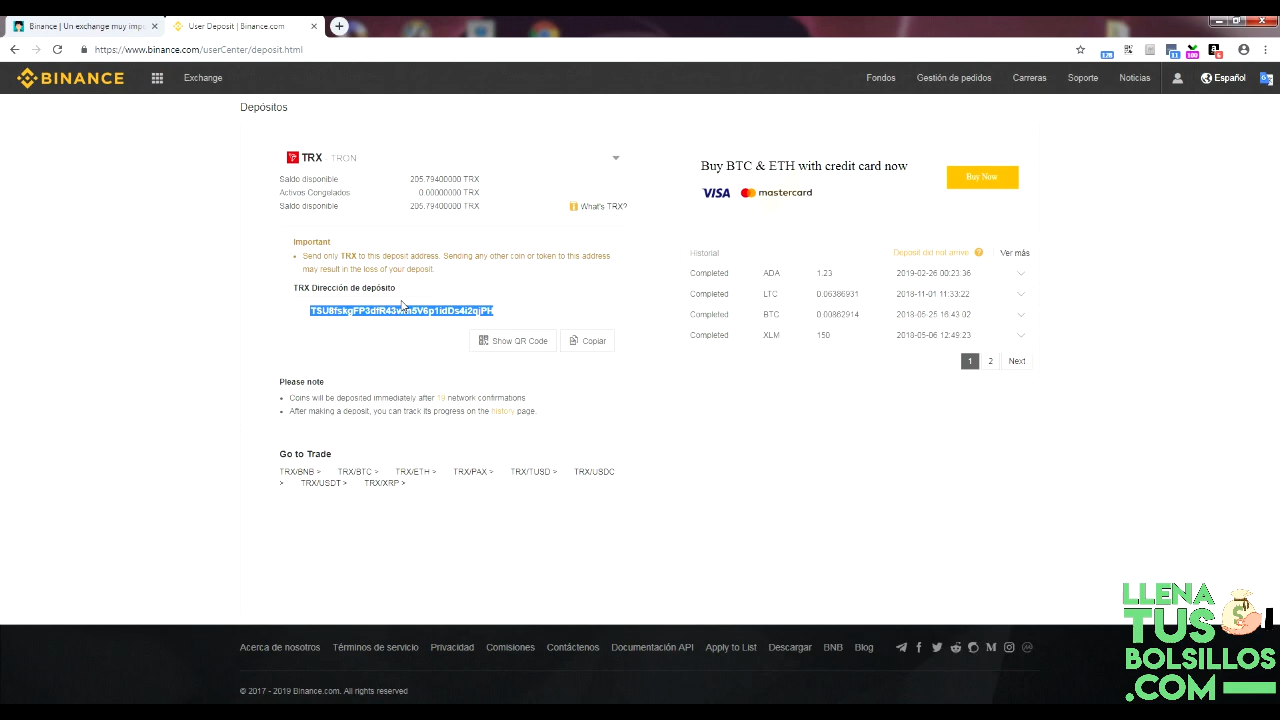 Binance | Un exchange muy imp
User Deposit | Binance.com
https://www.binance.com/userCenter/deposit.html
BINANCE
Exchange
Fondos
Gestión de pedidos
Carreras
Soporte
Noticias
Español
Depósitos
TRX TRON
Saldo disponible 205.79400000 TRX
Activos Congelados 0.00000000 TRX
Saldo disponible 205.79400000 TRX
What's TRX?
Important
Send only TRX to this deposit address. Sending any other coin or token to this address
may result in the loss of your deposit.
TRX Dirección de depósito
Show QR Code
Copiar
Please note
Coins will be deposited immediately after 19 network confirmations
After making a deposit, you can track its progress on the history page.
Go to Trade
TRX/BNB > TRX/BTC > TRX/ETH > TRX/PAX > TRX/TUSD > TRX/USDC
> TRX/USDT > TRX/XRP >
Buy BTC & ETH with credit card now
Buy Now
VISA mastercard
Historial
Deposit did not arrive ?
Ver más
Completed ADA 1.23 2019-02-26 00:23:36
Completed LTC 0.06386931 2018-11-01 11:33:22
Completed BTC 0.00862914 2018-05-25 16:43:02
Completed XLM 150 2018-05-06 12:49:23
1 2 Next
Acerca de nosotros
Términos de servicio
Privacidad
Comisiones
Contáctenos
Documentación API
Apply to List
Descargar
BNB
Blog
© 2017 - 2019 Binance.com. All rights reserved
LLENA
TUS
BOLSILLOS
.COM